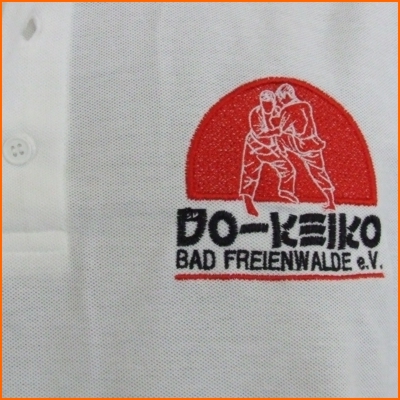 DO-KEIKO
BAD FREIENWALDE e.V.